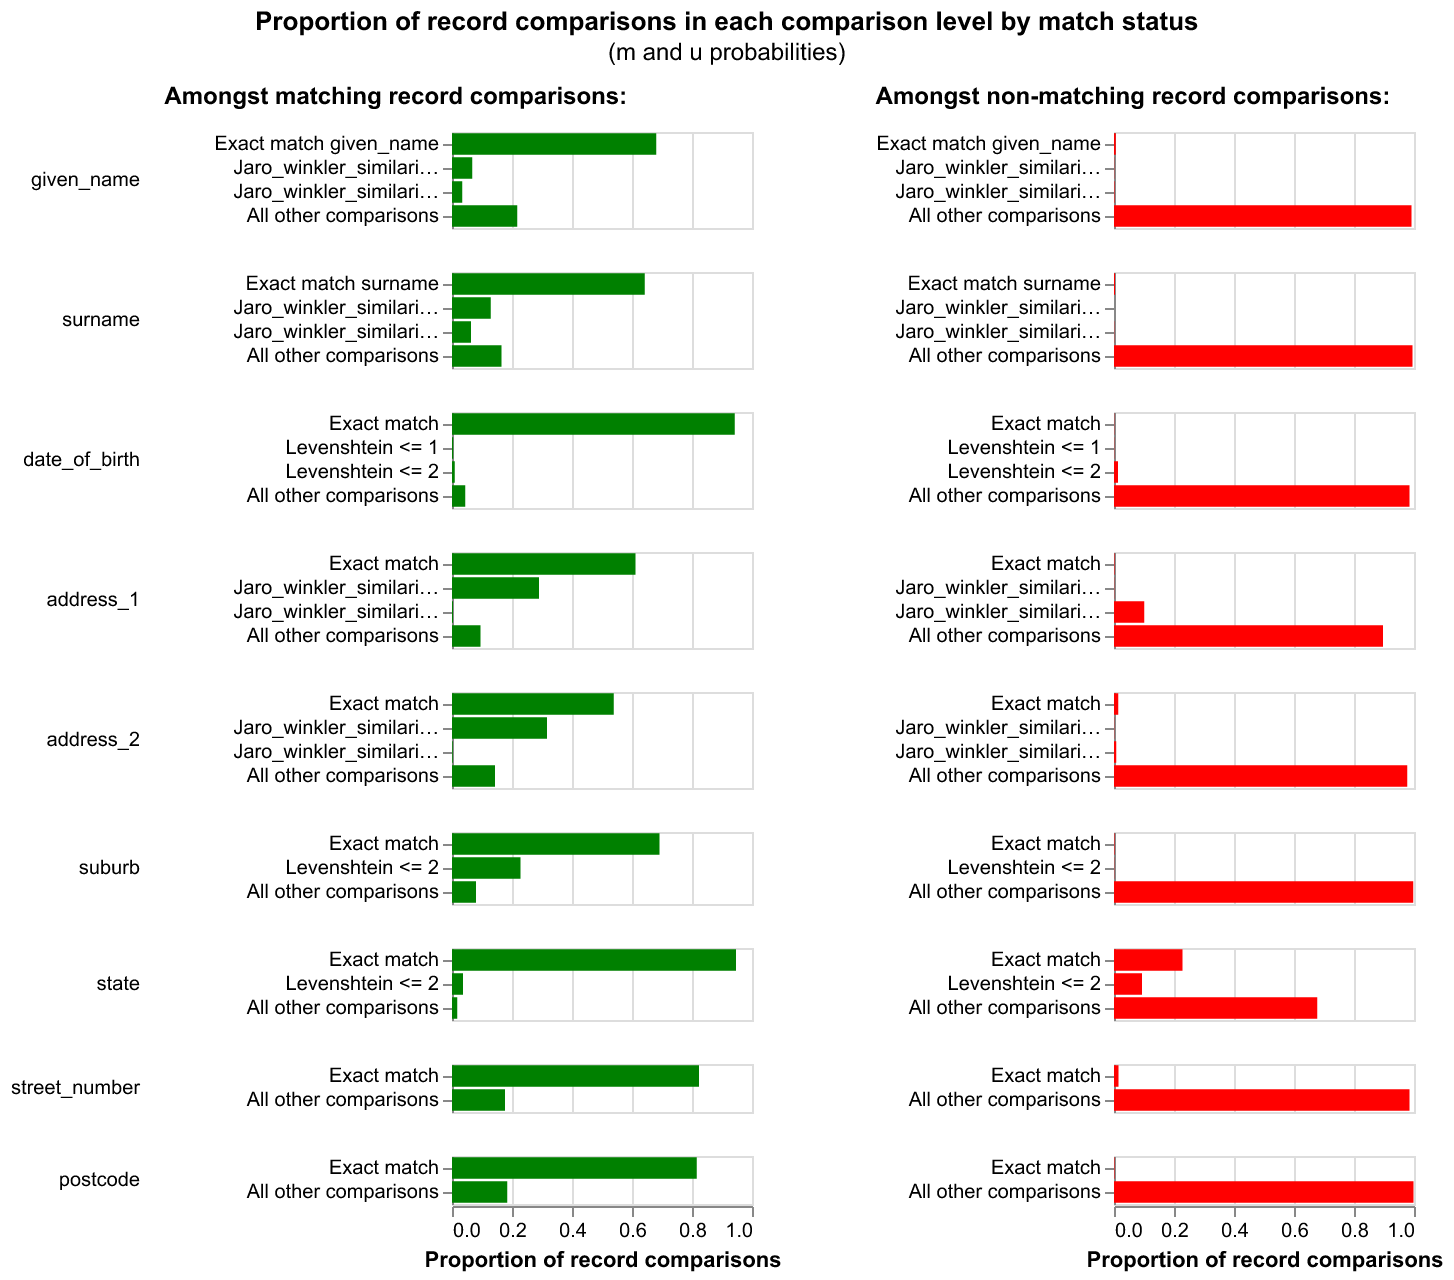 Proportion of record comparisons in each comparison level by match status
(m and u probabilities)
Amongst matching record comparisons:
Amongst non-matching record comparisons:
given_name
Exact match given_name
Jaro_winkler_similari…
Jaro_winkler_similari…
All other comparisons
Exact match given_name
Jaro_winkler_similari…
Jaro_winkler_similari…
All other comparisons
surname
Exact match surname
Jaro_winkler_similari…
Jaro_winkler_similari…
All other comparisons
Exact match surname
Jaro_winkler_similari…
Jaro_winkler_similari…
All other comparisons
date_of_birth
Exact match
Levenshtein <= 1
Levenshtein <= 2
All other comparisons
Exact match
Levenshtein <= 1
Levenshtein <= 2
All other comparisons
address_1
Exact match
Jaro_winkler_similari…
Jaro_winkler_similari…
All other comparisons
Exact match
Jaro_winkler_similari…
Jaro_winkler_similari…
All other comparisons
address_2
Exact match
Jaro_winkler_similari…
Jaro_winkler_similari…
All other comparisons
Exact match
Jaro_winkler_similari…
Jaro_winkler_similari…
All other comparisons
suburb
Exact match
Levenshtein <= 2
All other comparisons
Exact match
Levenshtein <= 2
All other comparisons
state
Exact match
Levenshtein <= 2
All other comparisons
Exact match
Levenshtein <= 2
All other comparisons
street_number
Exact match
All other comparisons
Exact match
All other comparisons
postcode
Exact match
All other comparisons
Exact match
All other comparisons
0.0 0.2 0.4 0.6 0.8 1.0
Proportion of record comparisons
0.0 0.2 0.4 0.6 0.8 1.0
Proportion of record comparisons